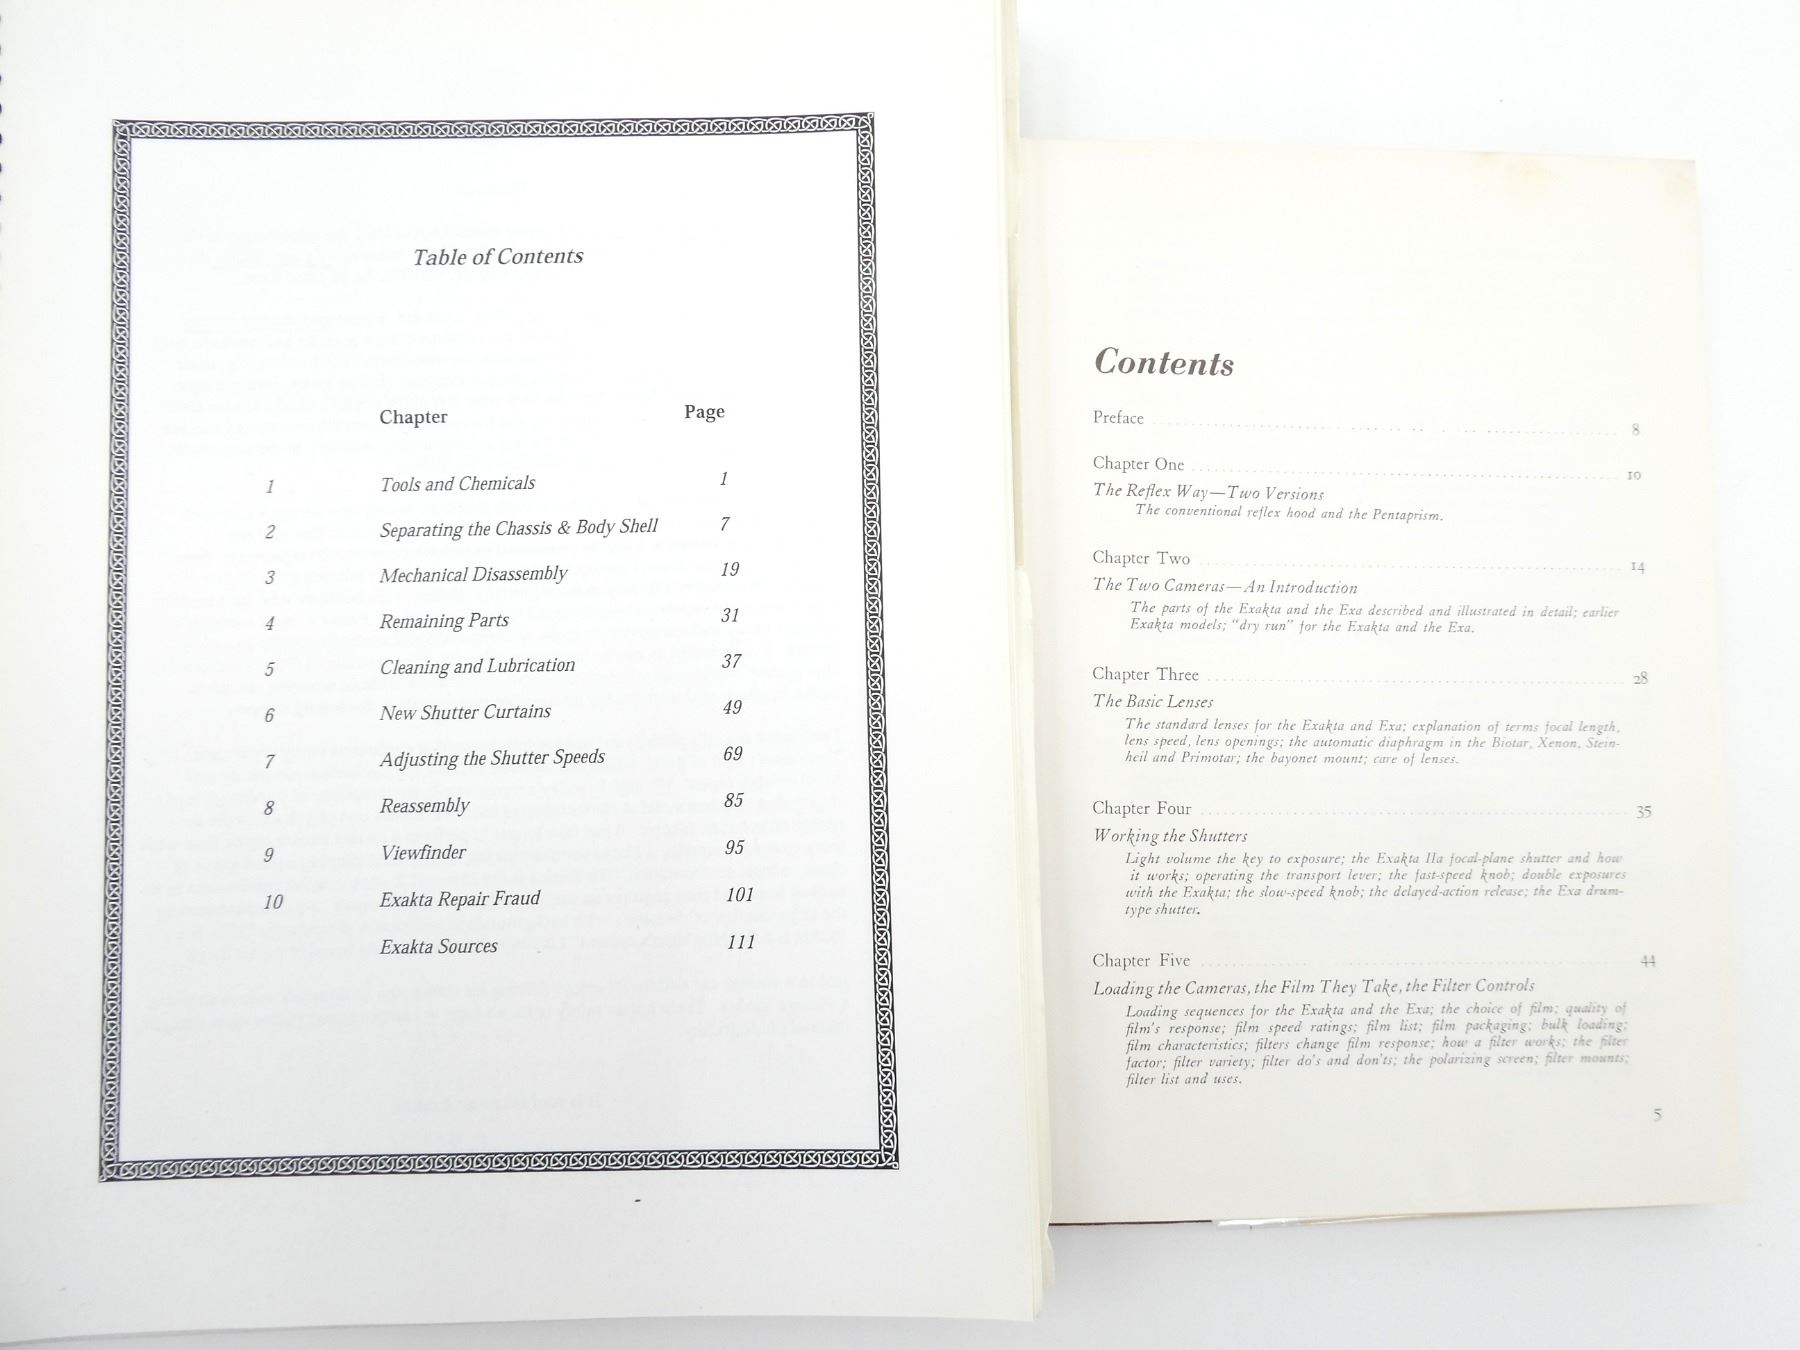 Table of Contents
Chapter Page
1 Tools and Chemicals 1
2 Separating the Chassis & Body Shell 7
3 Mechanical Disassembly 19
4 Remaining Parts 31
5 Cleaning and Lubrication 37
6 New Shutter Curtains 49
7 Adjusting the Shutter Speeds 69
8 Reassembly 85
9 Viewfinder 95
10 Exakta Repair Fraud 101
Exakta Sources 111
Contents
Preface 8
Chapter One 10
The Reflex Way—Two Versions
The conventional reflex hood and the Pentaprism.
Chapter Two 14
The Two Cameras—An Introduction
The parts of the Exakta and the Exa described and illustrated in detail; earlier
Exakta models; "dry run" for the Exakta and the Exa.
Chapter Three 28
The Basic Lenses
The standard lenses for the Exakta and Exa; explanation of terms focal length,
lens speed, lens openings; the automatic diaphragm in the Biotar, Xenon, Stein-
heil and Primotar; the bayonet mount; care of lenses.
Chapter Four 35
Working the Shutters
Light volume the key to exposure; the Exakta IIa focal-plane shutter and how
it works; operating the transport lever; the fast-speed knob; double exposures
with the Exakta; the slow-speed knob; the delayed-action release; the Exa drum-
type shutter.
Chapter Five 44
Loading the Cameras, the Film They Take, the Filter Controls
Loading sequences for the Exakta and the Exa; the choice of film; quality of
film's response; film speed ratings; film list; film packaging; bulk loading;
film characteristics; filters change film response; how a filter works; the filter
factor; filter variety; filter do's and don'ts; the polarizing screen; filter mounts;
filter list and uses.
5